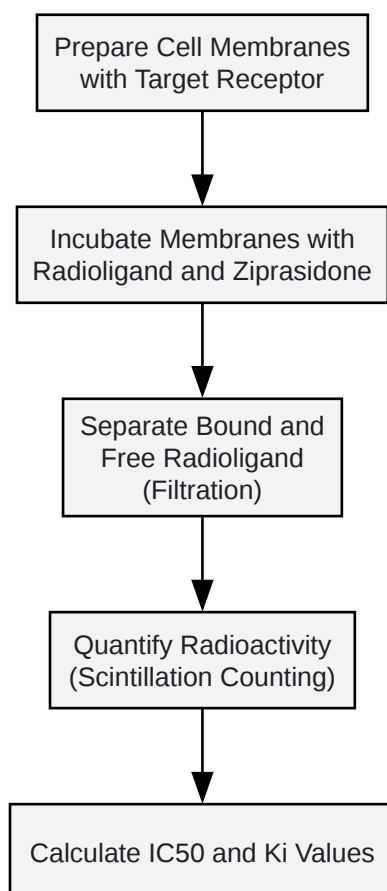 Prepare Cell Membranes
with Target Receptor
Incubate Membranes with
Radioligand and Ziprasidone
Separate Bound and
Free Radioligand
(Filtration)
Quantify Radioactivity
(Scintillation Counting)
Calculate IC50 and Ki Values